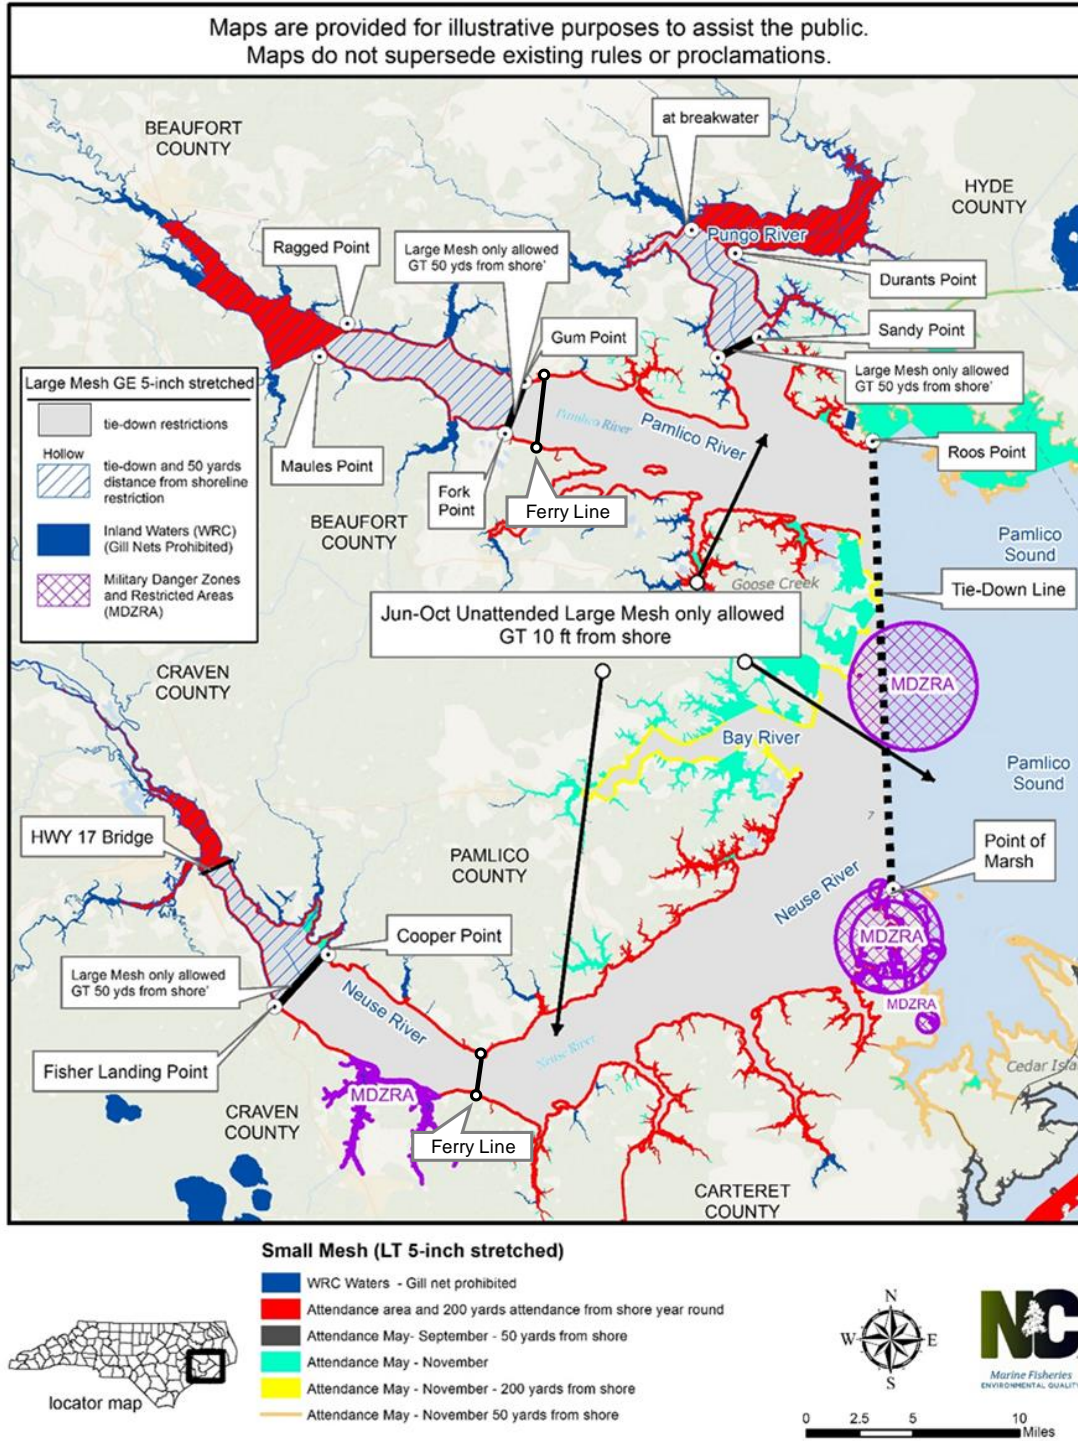 Maps are provided for illustrative purposes to assist the public.
Maps do not supersede existing rules or proclamations.
BEAUFORT
COUNTY
at breakwater
HYDE
COUNTY
Ragged Point
Large Mesh only allowed
GT 50 yds from shore'
Pungo River
Durants Point
Gum Point
Sandy Point
Large Mesh only allowed
GT 50 yds from shore'
Large Mesh GE 5-inch stretched
tie-down restrictions
Hollow
tie-down and 50 yards
distance from shoreline
restriction
Inland Waters (WRC)
(Gill Nets Prohibited)
Military Danger Zones
and Restricted Areas
(MDZRA)
Pamlico River
Pamlico River
Maules Point
Roos Point
Fork
Point
Ferry Line
BEAUFORT
COUNTY
Pamlico
Sound
Goose Creek
Tie-Down Line
Jun-Oct Unattended Large Mesh only allowed
GT 10 ft from shore
CRAVEN
COUNTY
MDZRA
Bay River
Pamlico
Sound
7
HWY 17 Bridge
PAMLICO
COUNTY
Point of
Marsh
Neuse River
Cooper Point
MDZRA
Large Mesh only allowed
GT 50 yds from shore'
Neuse River
MDZRA
Fisher Landing Point
Neuse River
Cedar Isla
MDZRA
CRAVEN
COUNTY
Ferry Line
CARTERET
COUNTY
Small Mesh (LT 5-inch stretched)
WRC Waters - Gill net prohibited
Attendance area and 200 yards attendance from shore year round
Attendance May- September - 50 yards from shore
Attendance May - November
Attendance May - November - 200 yards from shore
Attendance May - November 50 yards from shore
locator map
N
W E
S
NC
Marine Fisheries
ENVIRONMENTAL QUALITY
0 2.5 5 10
Miles